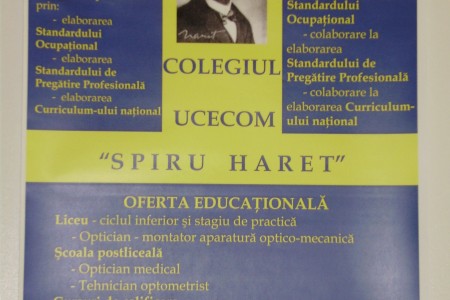 prin:
- elaborarea
Standardului
Ocupațional
- elaborarea
Standardului de
Pregătire Profesională
- elaborarea
Curriculum-ului național
Haret
COLEGIUL
UCECOM
Standardului
Ocupațional
- colaborare la
elaborarea
Standardului de
Pregătire Profesională
- colaborare la
elaborarea Curriculum-
ului național
"SPIRU HARET"
OFERTA EDUCAȚIONALĂ
Liceu - ciclul inferior și stagiu de practică
- Optician - montator aparatură optico-mecanică
Școala postliceală
- Optician medical
- Tehnician optometrist